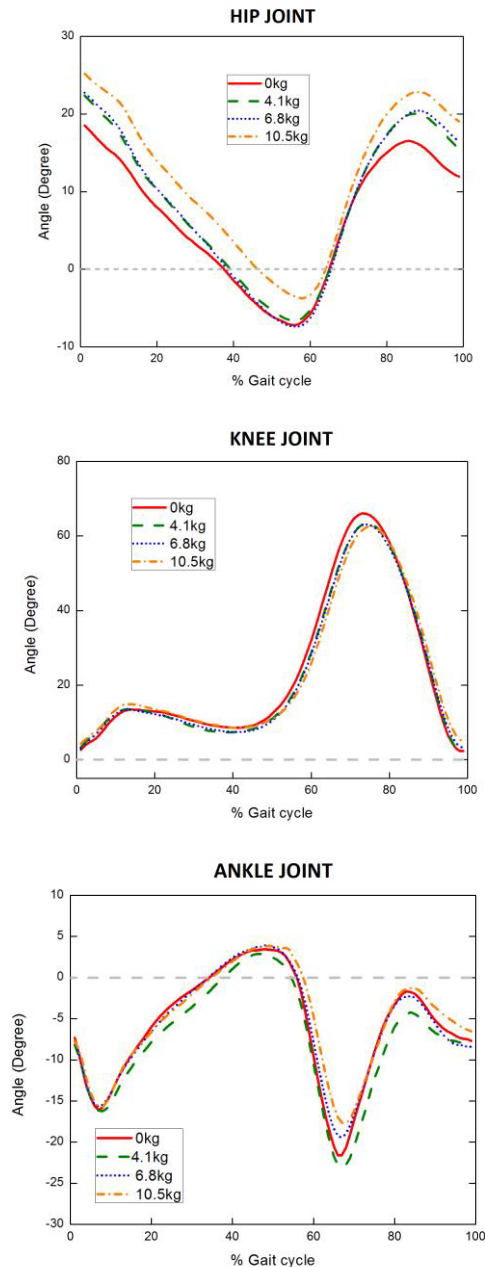 HIP JOINT
30
20
10
0
-10
0 20 40 60 80 100
Angle (Degree)
% Gait cycle
0kg
4.1kg
6.8kg
10.5kg
KNEE JOINT
80
60
40
20
0
0 20 40 60 80 100
Angle (Degree)
% Gait cycle
0kg
4.1kg
6.8kg
10.5kg
ANKLE JOINT
10
5
0
-5
-10
-15
-20
-25
-30
0 20 40 60 80 100
Angle (Degree)
% Gait cycle
0kg
4.1kg
6.8kg
10.5kg